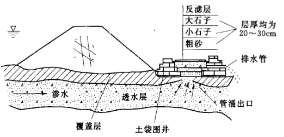 反滤层
大石子
小石子
粗砂
层厚均为
20~30cm
排水管
渗水
透水层
管涌出口
覆盖层
土袋围井